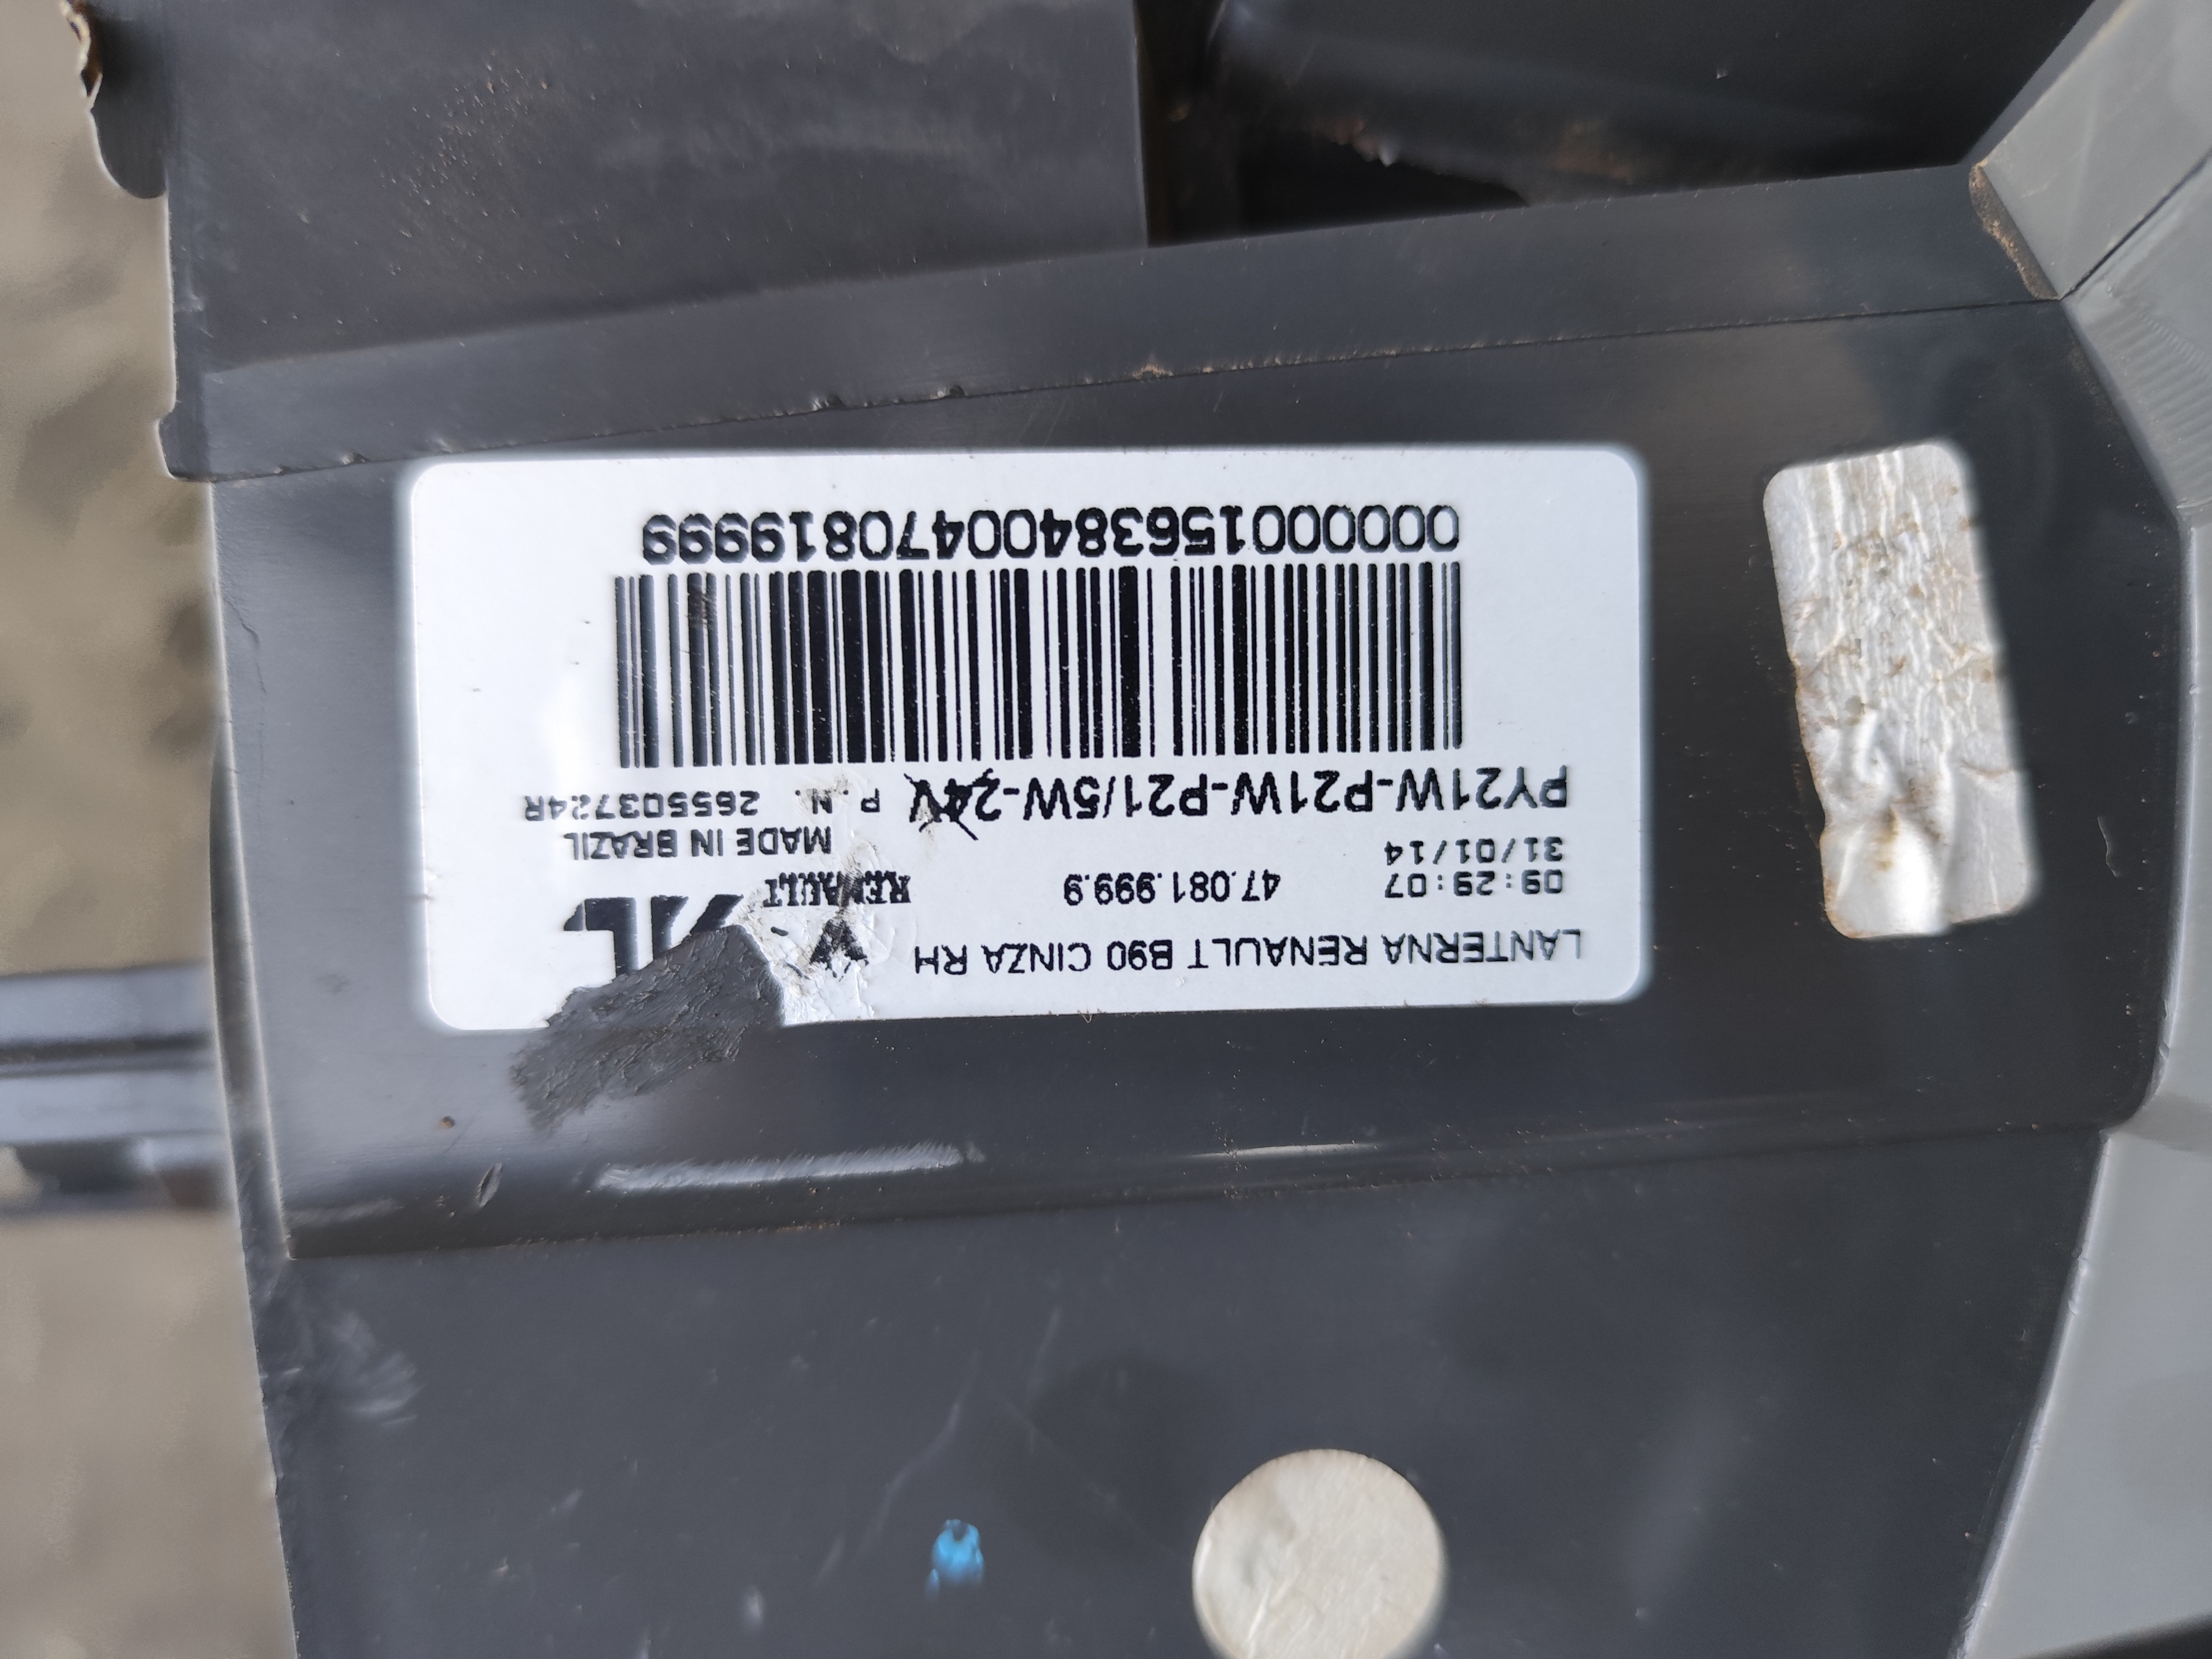 LANTERNA RENAULT B90 CINZA RH
09:29:07 47.081.999.9
31/01/14
RENAULT
MADE IN BRAZIL
PY21W-P21W-P21/5W-24V
P.N. 265503724R
00000015638400470819999